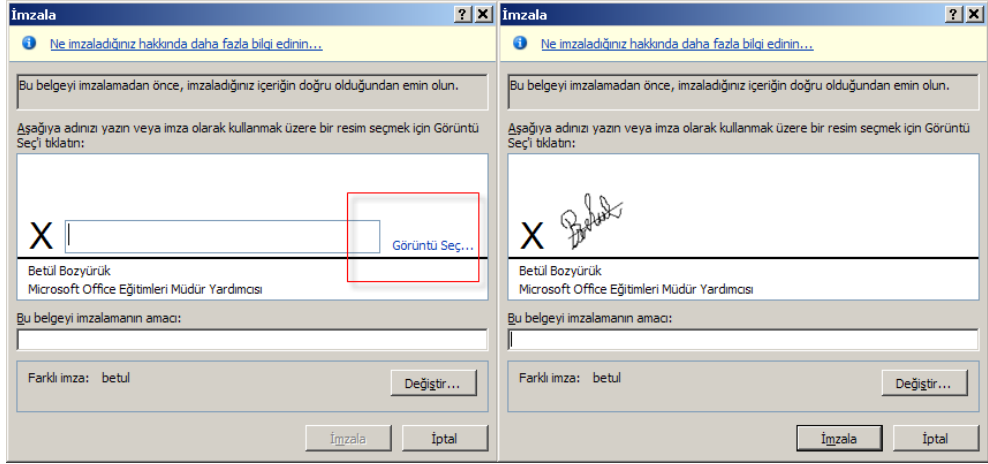 İmzala
Ne imzaladığınız hakkında daha fazla bilgi edinin...
Bu belgeyi imzalamadan önce, imzaladığınız içeriğin doğru olduğundan emin olun.
Aşağıya adınızı yazın veya imza olarak kullanmak üzere bir resim seçmek için Görüntü
Seç'i tıklatın:
X
Görüntü Seç...
Betül Bozyürük
Microsoft Office Eğitimleri Müdür Yardımcısı
Bu belgeyi imzalamanın amacı:
Farklı imza: betul
Değiştir...
İmzala
İptal
İmzala
Ne imzaladığınız hakkında daha fazla bilgi edinin...
Bu belgeyi imzalamadan önce, imzaladığınız içeriğin doğru olduğundan emin olun.
Aşağıya adınızı yazın veya imza olarak kullanmak üzere bir resim seçmek için Görüntü
Seç'i tıklatın:
X
Betül Bozyürük
Microsoft Office Eğitimleri Müdür Yardımcısı
Bu belgeyi imzalamanın amacı:
Farklı imza: betul
Değiştir...
İmzala
İptal